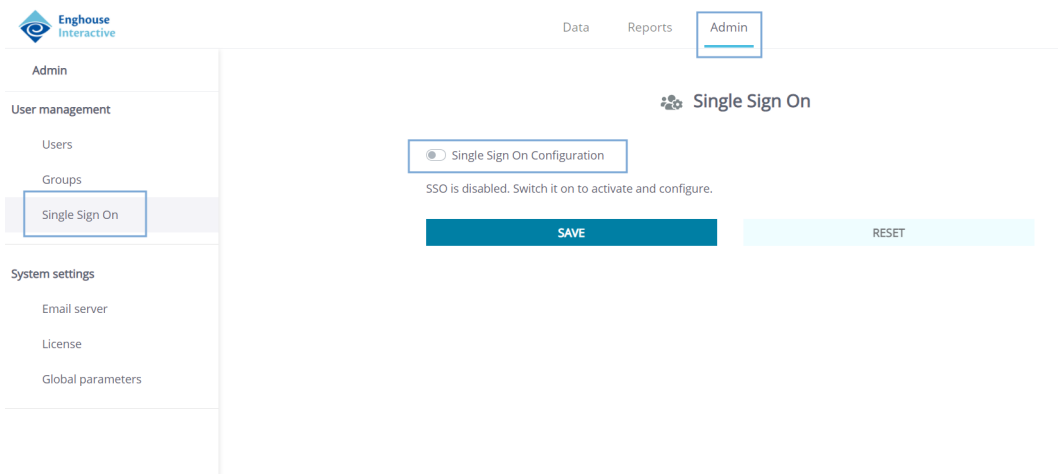 Enghouse
Interactive
Data Reports Admin
Admin
User management
Users
Groups
Single Sign On
System settings
Email server
License
Global parameters
Single Sign On
Single Sign On Configuration
SSO is disabled. Switch it on to activate and configure.
SAVE RESET